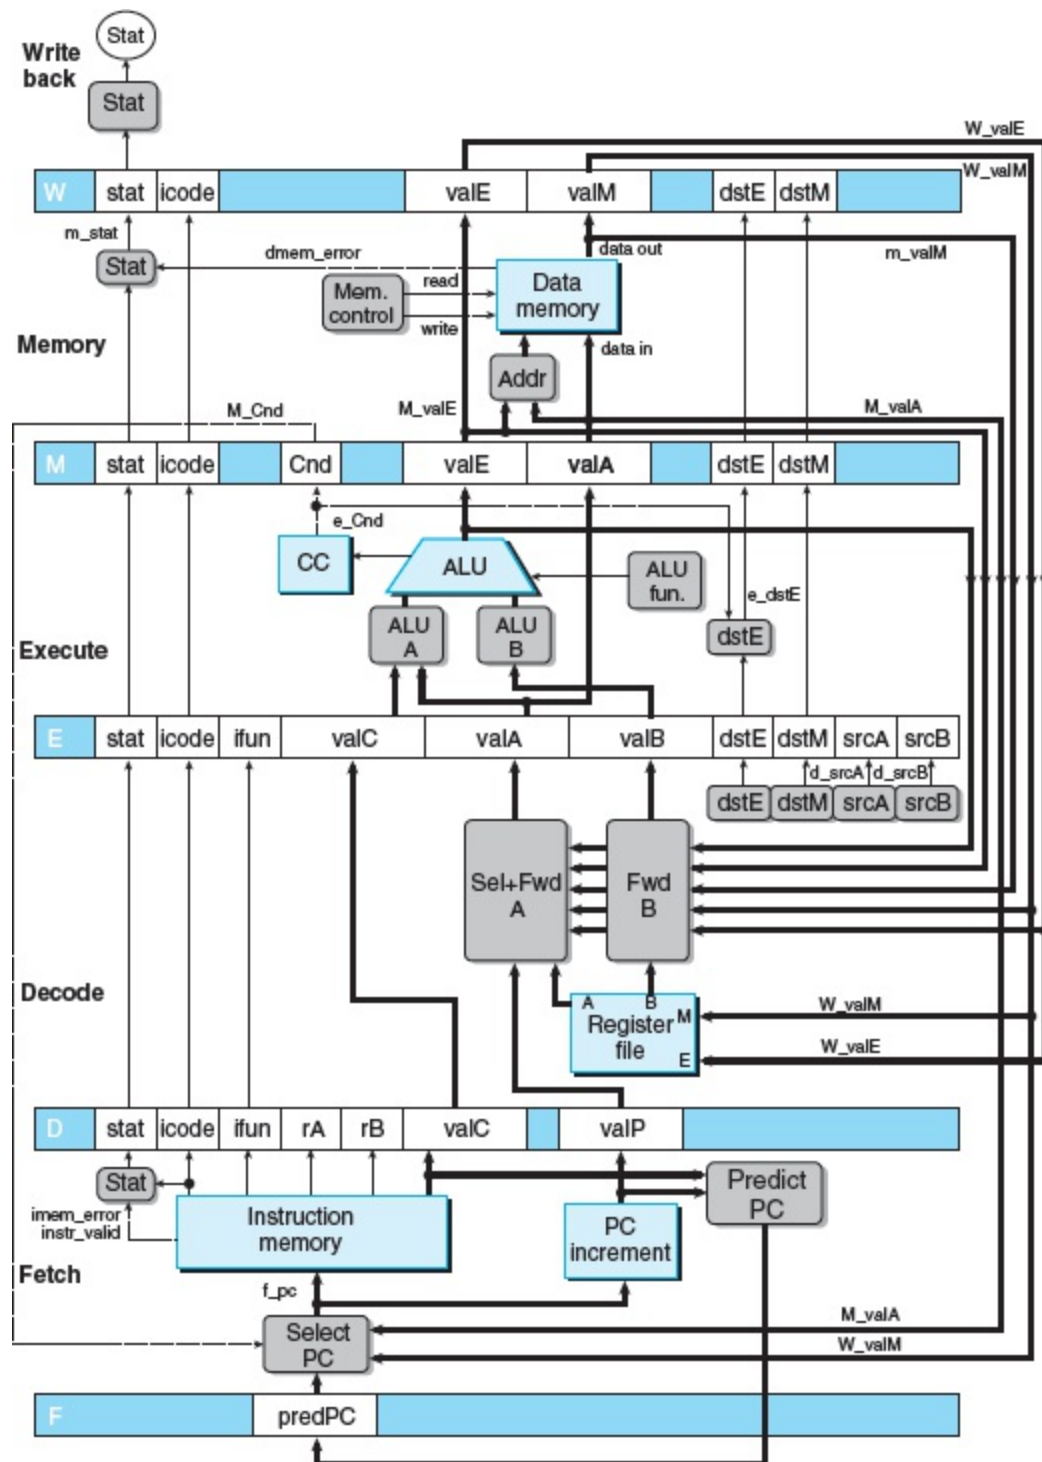 Stat
Write
back
Stat
W_valE
W_valM
W stat icode valE valM dstE dstM
m_stat
data out
m_valM
dmem_error
Stat
read
Mem.
control
write
Data
memory
Memory
data in
Addr
M_Cnd
M_valE
M_valA
M stat icode Cnd valE valA dstE dstM
e_Cnd
CC
ALU
ALU
fun.
e_dstE
ALU
A
ALU
B
dstE
Execute
E stat icode ifun valC valA valB dstE dstM srcA srcB
d_srcA d_srcB
dstE dstM srcA srcB
Sel+Fwd
A
Fwd
B
Decode
A B
M
E
Register
file
W_valM
W_valE
D stat icode ifun rA rB valC valP
Stat
imem_error
instr_valid
Instruction
memory
PC
increment
Predict
PC
Fetch
f_pc
Select
PC
M_valA
W_valM
F predPC